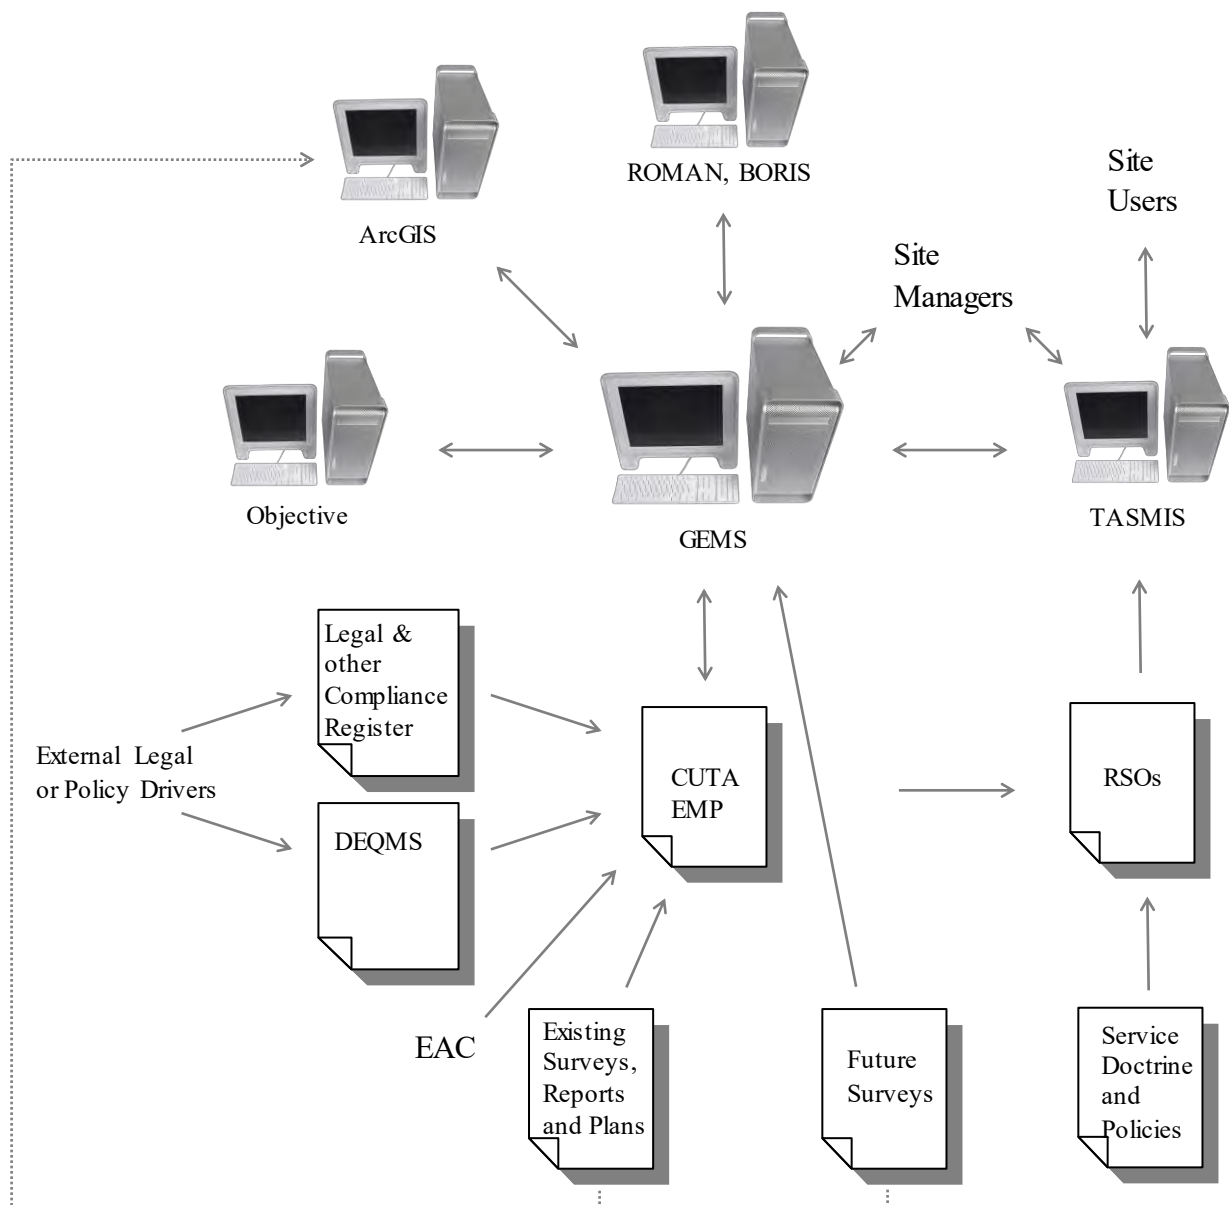 ROMAN, BORIS
Site
Users
ArcGIS
Site
Managers
Objective
GEMS
TASMIS
Legal &
other
Compliance
Register
External Legal
or Policy Drivers
CUTA
EMP
RSOs
DEQMS
EAC
Existing
Surveys,
Reports
and Plans
Future
Surveys
Service
Doctrine
and
Policies